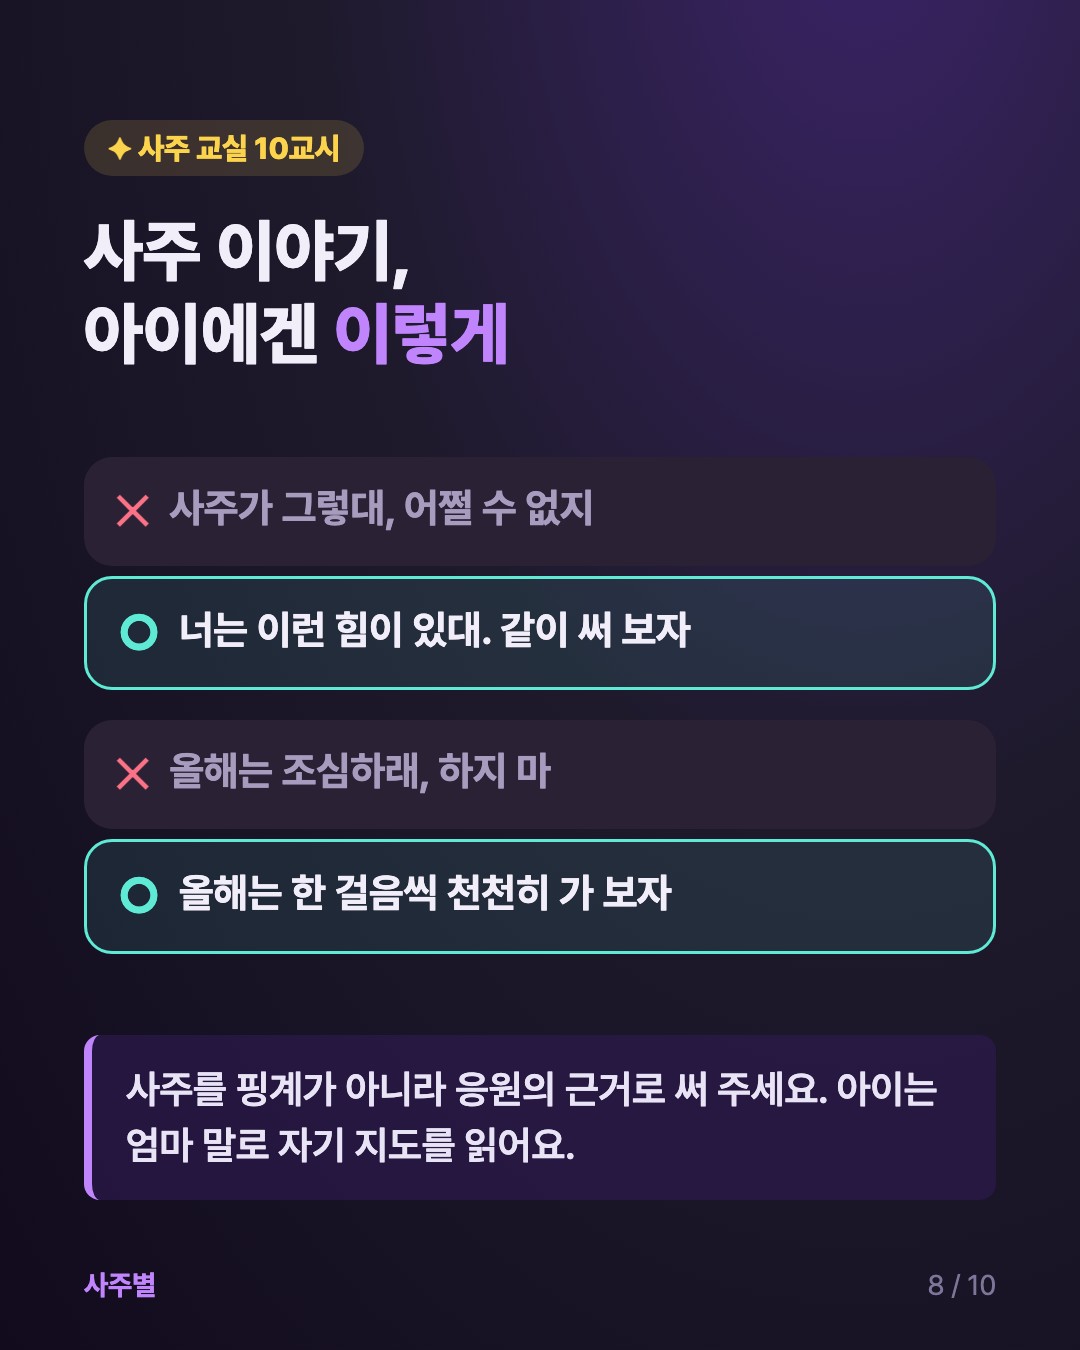 ✦ 사주 교실 10교시
사주 이야기,
아이에겐 이렇게
✕ 사주가 그렇대, 어쩔 수 없지
○ 너는 이런 힘이 있대. 같이 써 보자
✕ 올해는 조심하래, 하지 마
○ 올해는 한 걸음씩 천천히 가 보자
사주를 핑계가 아니라 응원의 근거로 써 주세요. 아이는
엄마 말로 자기 지도를 읽어요.
사주별
8 / 10